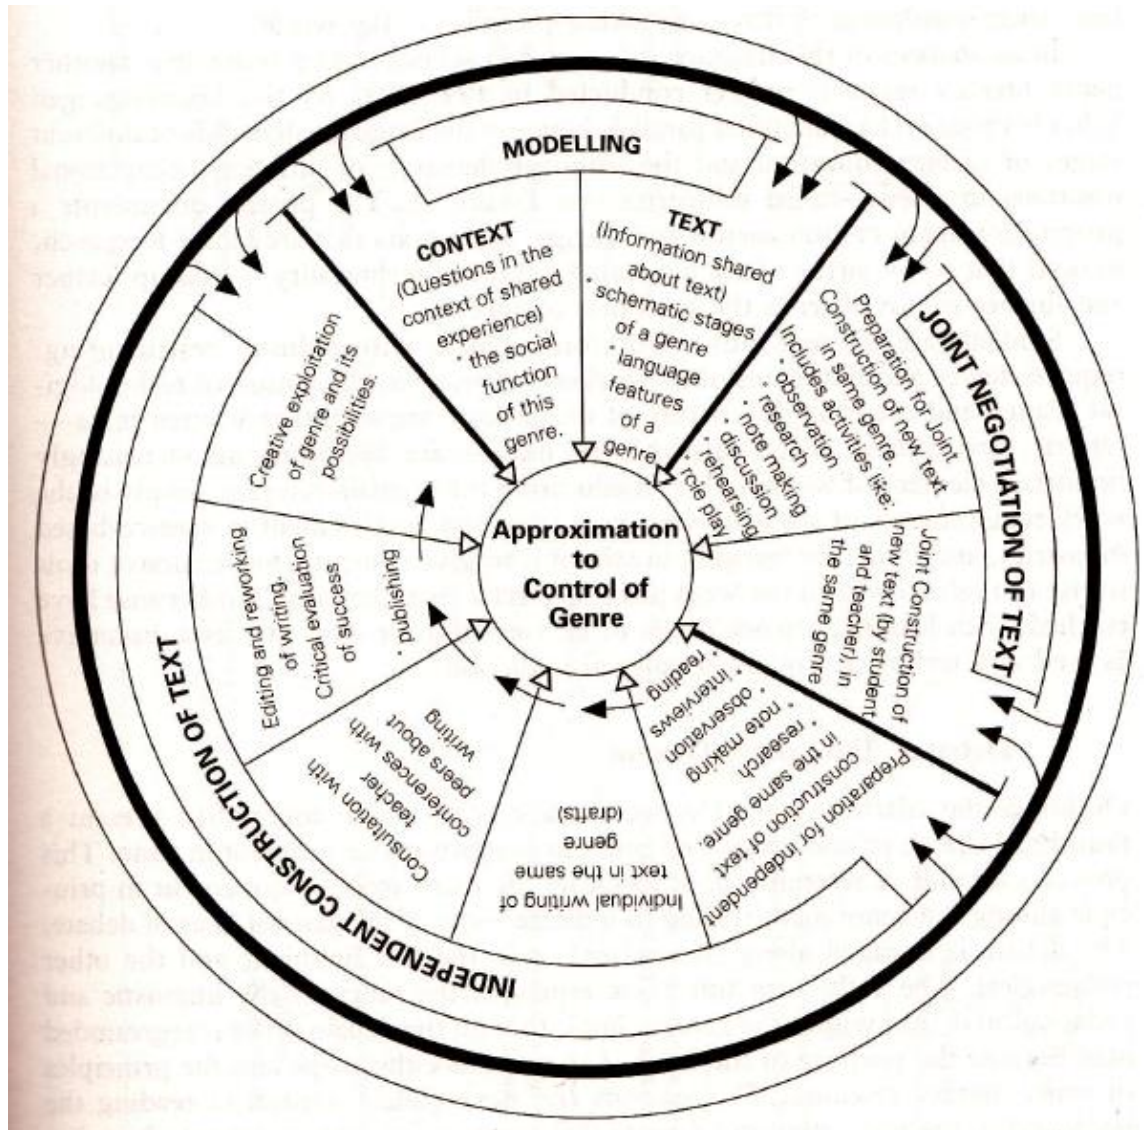 MODELLING
CONTEXT
(Questions in the
context of shared
experience)
· the social
function
of this
genre.
TEXT
(Information shared
about text)
· schematic stages
of a genre
· language
features
of a
genre.
JOINT NEGOTIATION OF TEXT
Preparation for Joint
Construction of new text
in same genre.
Includes activities like:
· observation
· research
· note making
· discussion
· rehearsing
· role play
Joint Construction of
new text (by student
and teacher), in
the same genre
INDEPENDENT CONSTRUCTION OF TEXT
Preparation for independent
construction of text
in the same genre.
· research
· note making
· observation
· interviews
· reading
Individual writing of
text in the same
genre
(drafts)
Consultation with
teacher
conferences with
peers about
writing
Editing and reworking
of writing.
Critical evaluation
of success
· publishing
Creative exploitation
of genre and its
possibilities.
Approximation
to
Control of
Genre